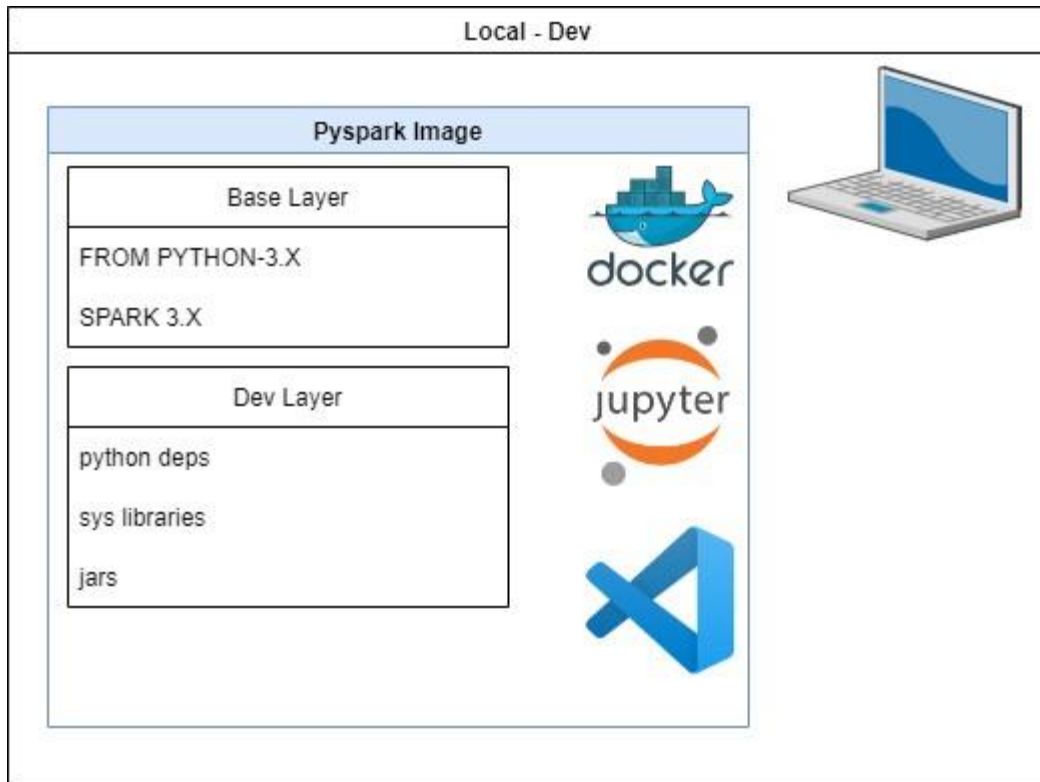 Local - Dev
Pyspark Image
Base Layer
FROM PYTHON-3.X
SPARK 3.X
docker
jupyter
Dev Layer
python deps
sys libraries
jars